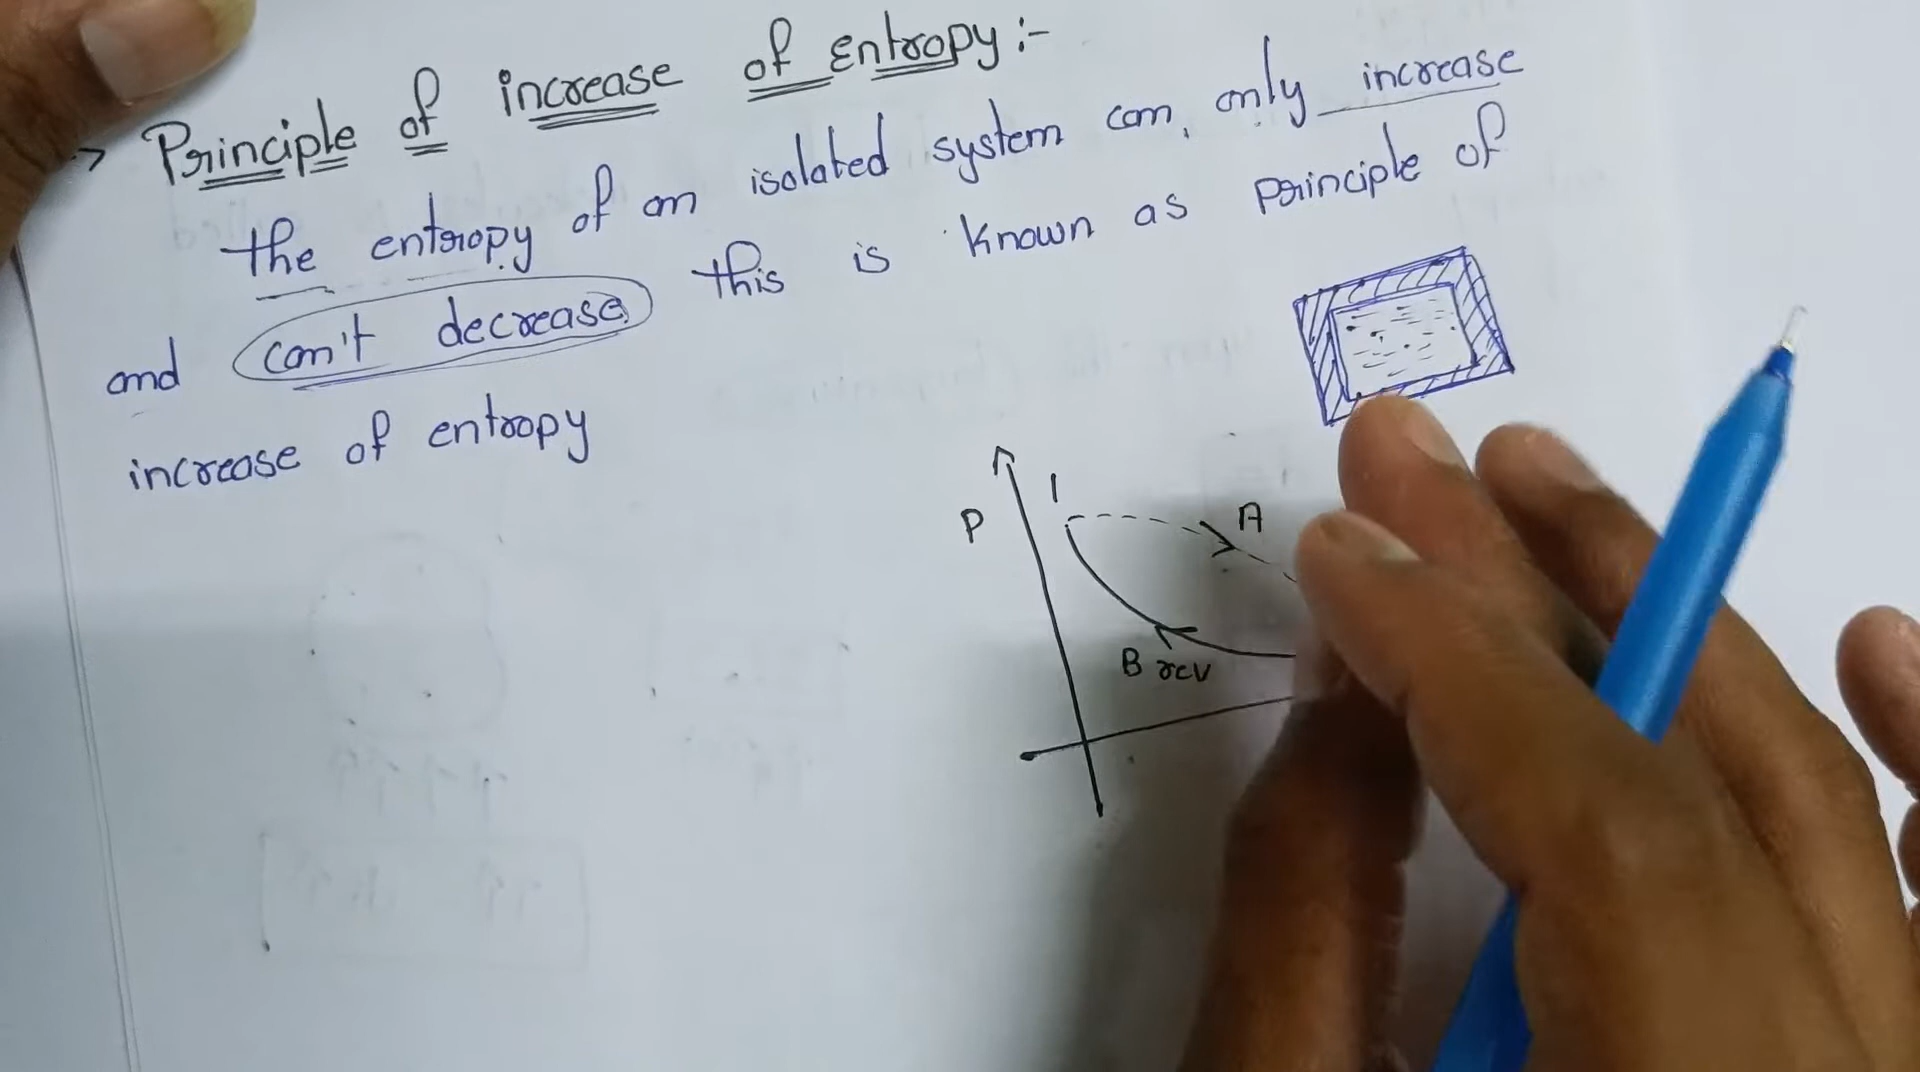 → Principle of increase of Entropy :-
the entropy of an isolated system can, only increase
and can't decrease this is known as principle of
increase of entropy
P
1
A
B rev